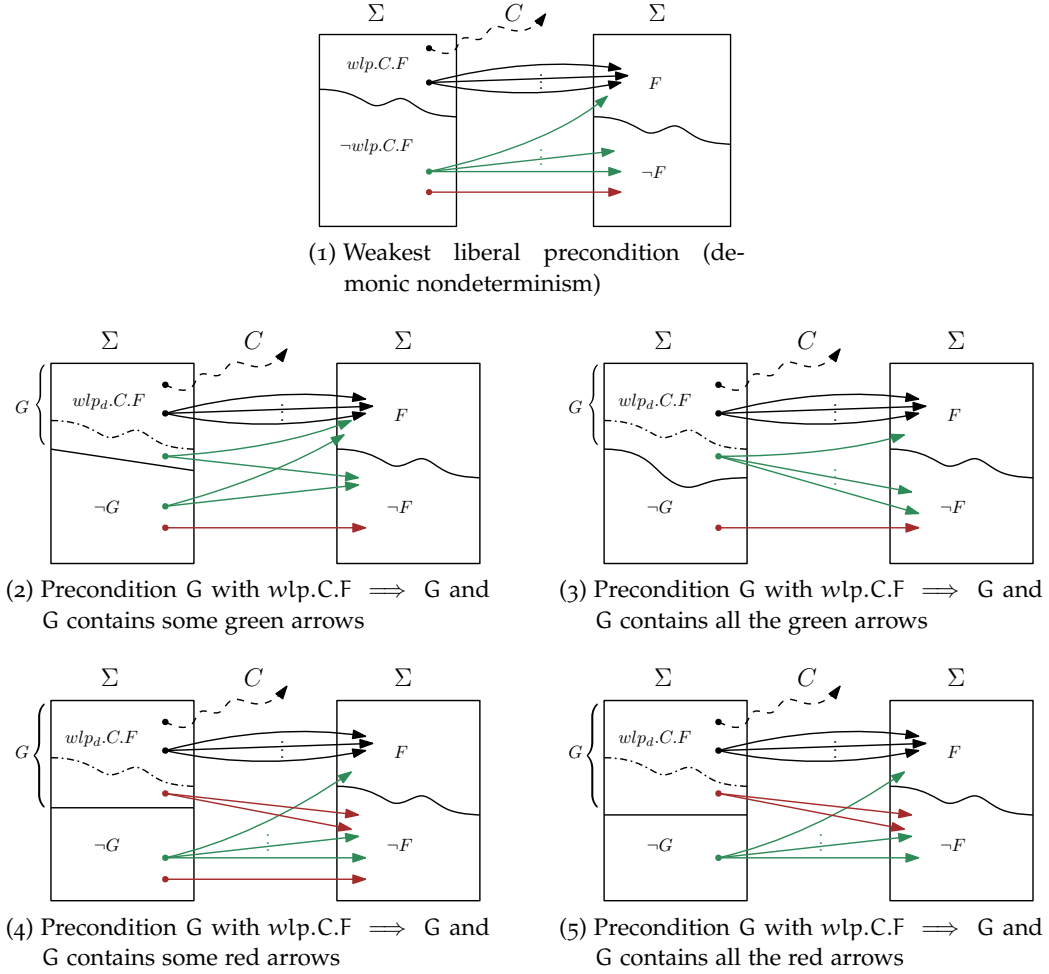 Σ C Σ
wlp.C.F
F
¬wlp.C.F
¬F
(1) Weakest liberal precondition (de-
monic nondeterminism)
Σ C Σ
G wlp_d.C.F
F
¬G ¬F
(2) Precondition G with wlp.C.F ⟹ G and
G contains some green arrows
Σ C Σ
G wlp_d.C.F
F
¬G ¬F
(3) Precondition G with wlp.C.F ⟹ G and
G contains all the green arrows
Σ C Σ
G wlp_d.C.F F
¬G ¬F
(4) Precondition G with wlp.C.F ⟹ G and
G contains some red arrows
Σ C Σ
G wlp_d.C.F F
¬G ¬F
(5) Precondition G with wlp.C.F ⟹ G and
G contains all the red arrows